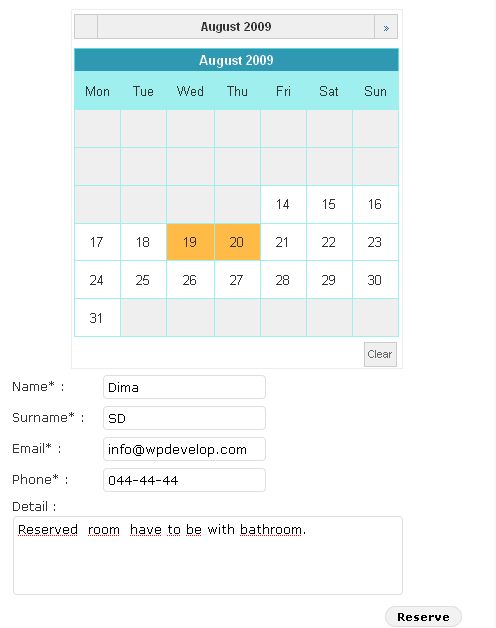 August 2009 »
August 2009
Mon Tue Wed Thu Fri Sat Sun
14 15 16
17 18 19 20 21 22 23
24 25 26 27 28 29 30
31
Clear
Name* : Dima
Surname* : SD
Email* : info@wpdevelop.com
Phone* : 044-44-44
Detail :
Reserved room have to be with bathroom.
Reserve